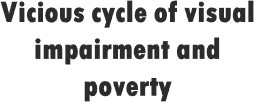 Vicious cycle of visual
impairment and
poverty